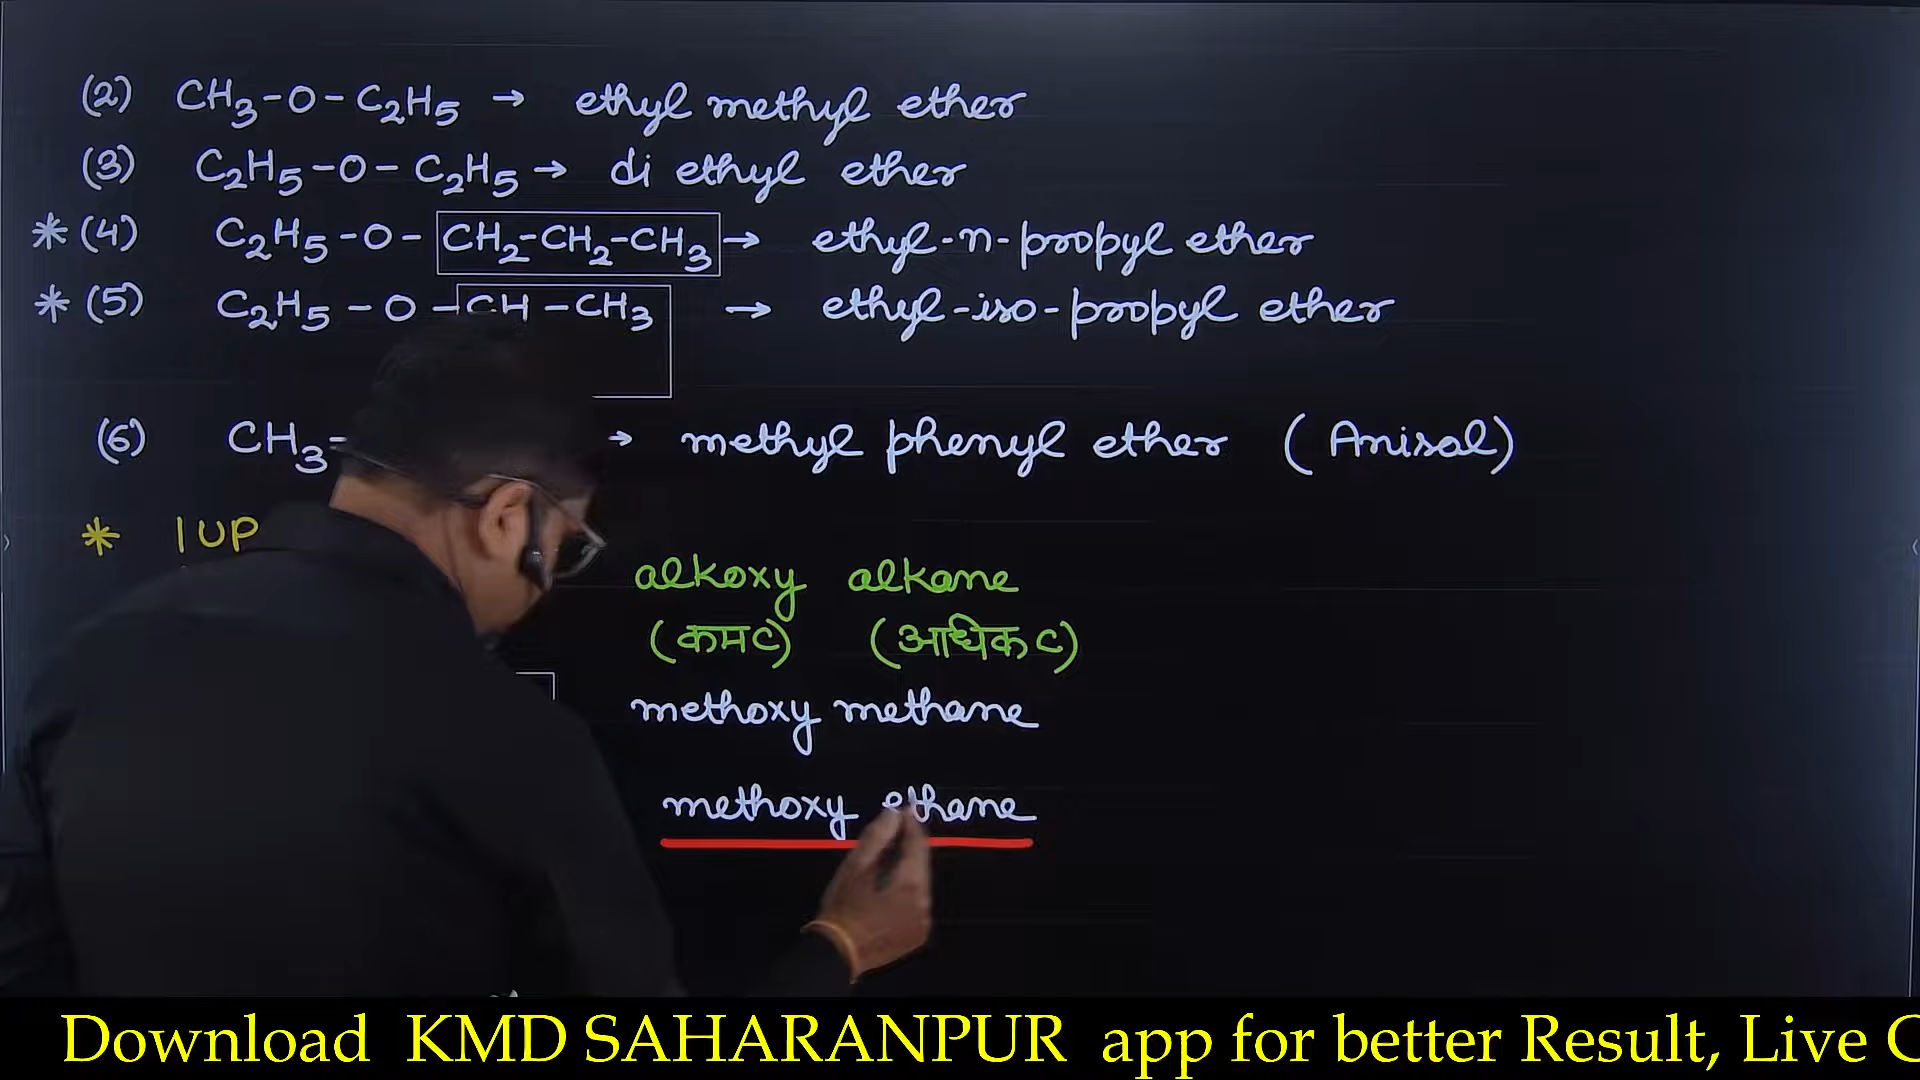 (2) CH3-O-C2H5 → ethyl methyl ether
(3) C2H5-O-C2H5 → di ethyl ether
* (4) C2H5-O-CH2-CH2-CH3 → ethyl-n-propyl ether
* (5) C2H5-O-CH-CH3 → ethyl-iso-propyl ether
(6) CH3- → methyl phenyl ether (Anisol)
* IUP
alkoxy alkane
(कमC) (आधिकC)
methoxy methane
methoxy ethane
Download KMD SAHARANPUR app for better Result, Live C